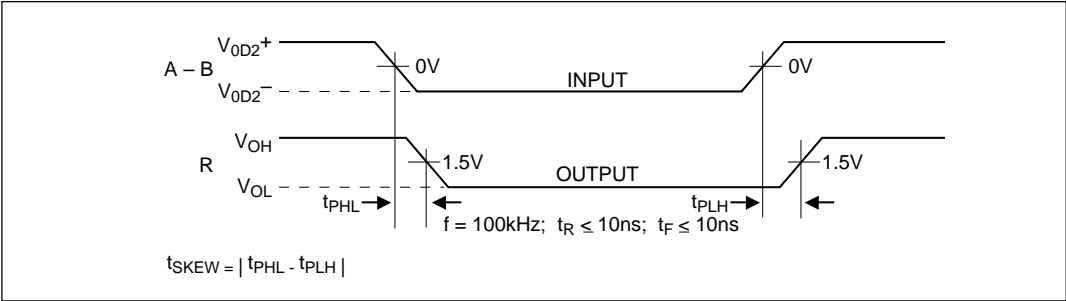 V0D2+
A – B
0V
0V
INPUT
V0D2–
VOH
R
1.5V
1.5V
OUTPUT
VOL
tPHL
tPLH
f = 100kHz; tR ≤ 10ns; tF ≤ 10ns
tSKEW = | tPHL - tPLH |